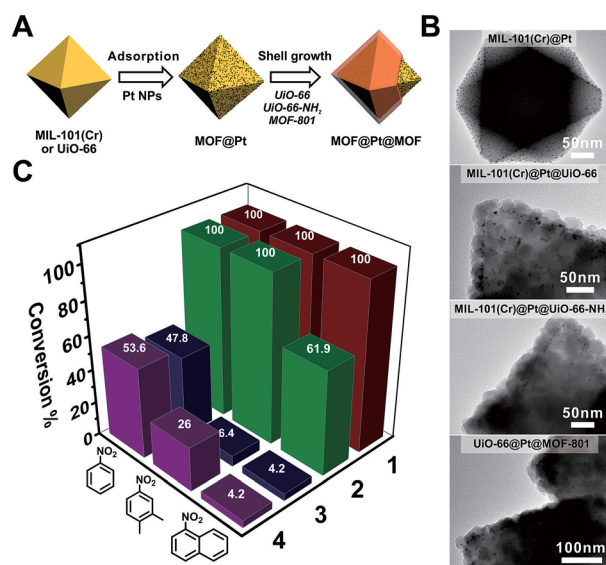 A
Adsorption
Pt NPs
Shell growth
UiO-66
UiO-66-NH₂
MOF-801
MIL-101(Cr)
or UiO-66
MOF@Pt
MOF@Pt@MOF
B
MIL-101(Cr)@Pt
50nm
MIL-101(Cr)@Pt@UiO-66
50nm
MIL-101(Cr)@Pt@UiO-66-NH
50nm
UiO-66@Pt@MOF-801
100nm
C
Conversion %
100
80
60
40
20
0
100
100
100
100
100
61.9
47.8
6.4
4.2
53.6
26
4.2
NO₂
NO₂
NO₂
1
2
3
4